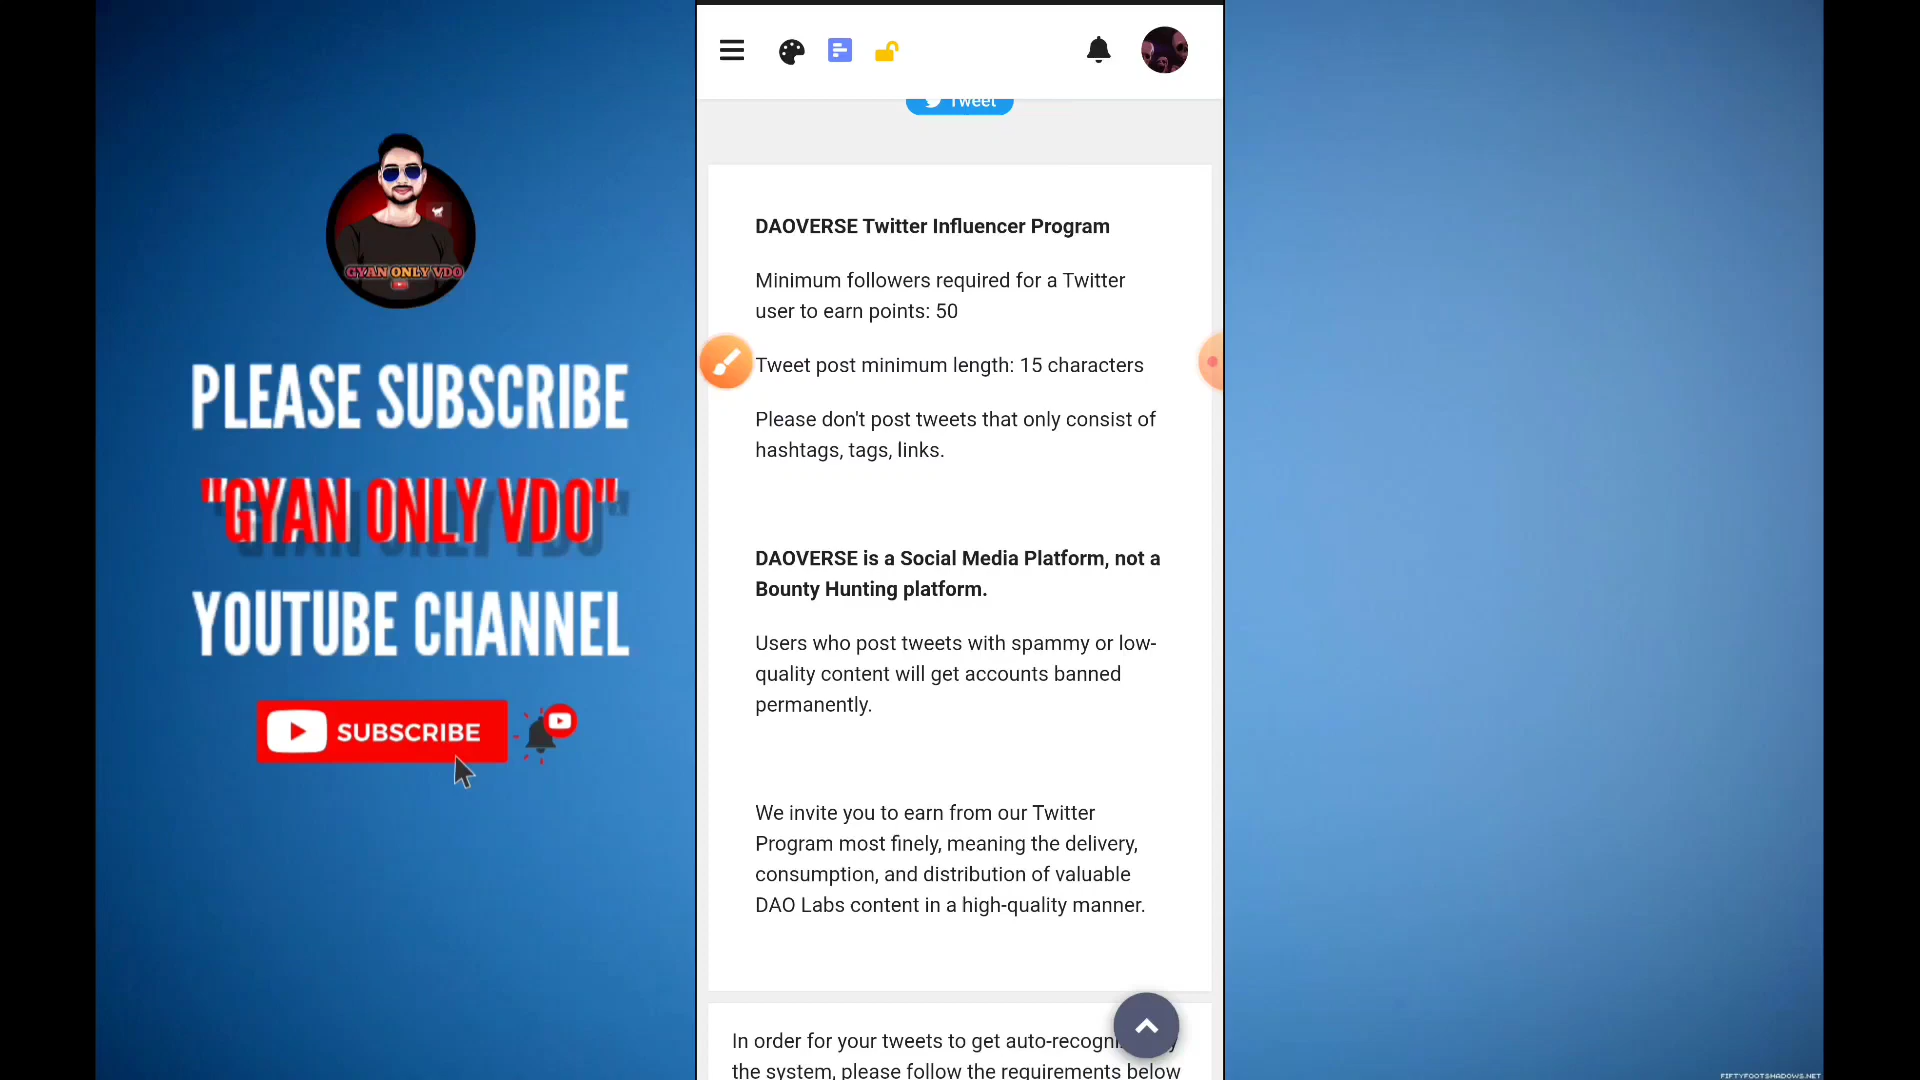 GYAN ONLY VDO
PLEASE SUBSCRIBE
"GYAN ONLY VDO"
YOUTUBE CHANNEL
SUBSCRIBE
Tweet
DAOVERSE Twitter Influencer Program
Minimum followers required for a Twitter
user to earn points: 50
Tweet post minimum length: 15 characters
Please don't post tweets that only consist of
hashtags, tags, links.
DAOVERSE is a Social Media Platform, not a
Bounty Hunting platform.
Users who post tweets with spammy or low-
quality content will get accounts banned
permanently.
We invite you to earn from our Twitter
Program most finely, meaning the delivery,
consumption, and distribution of valuable
DAO Labs content in a high-quality manner.
In order for your tweets to get
the system, please follow the requirements below
FIFTYFOOTSHADOWS.NET